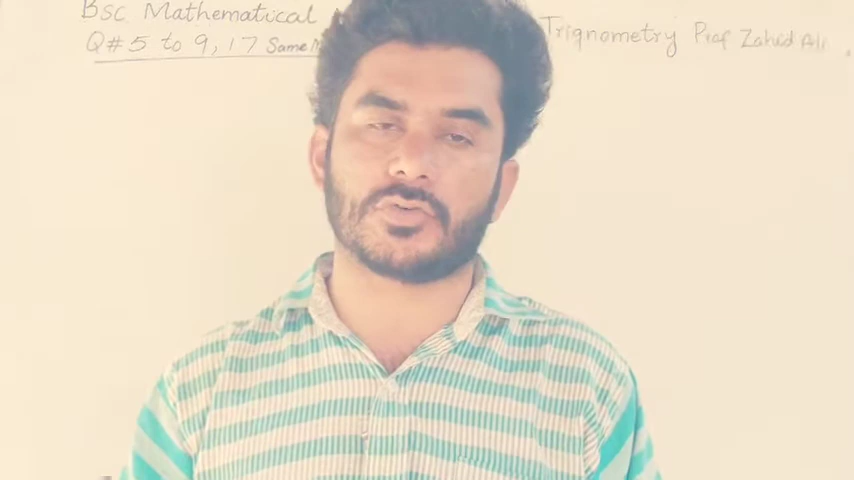 BSC Mathematical Trignometry Prof Zahid Ali
Q#5 to 9, 17 Same